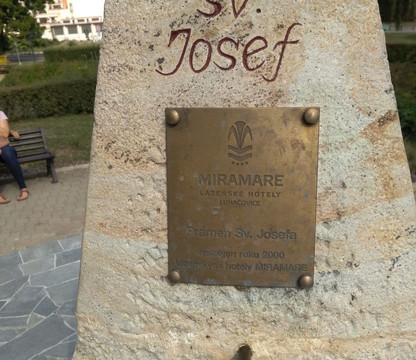 Sv.
Josef
MIRAMARE
LÁZEŇSKÉ HOTELY
LUHAČOVICE
Pramen Sv. Josefa
roku 2000
hotely MIRAMARE